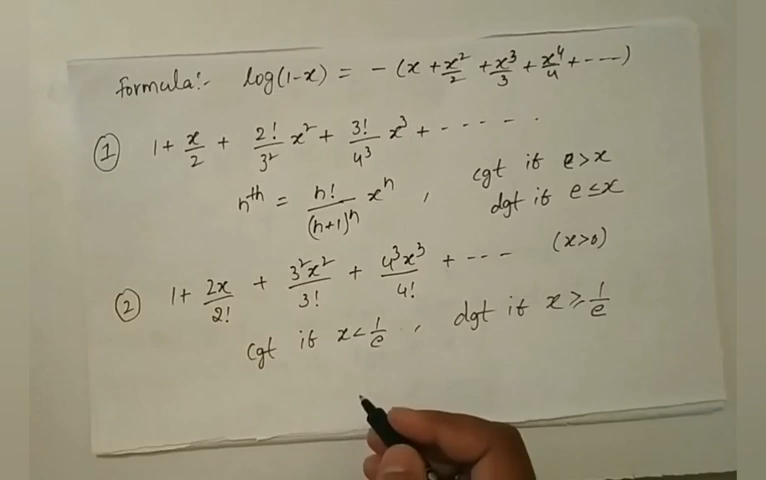 formula:- log(1-x) = - (x + x²/2 + x³/3 + x⁴/4 + ---)
① 1 + x/2 + 2!/3² x² + 3!/4³ x³ + - - - - - .
nth = n!/(n+1)ⁿ xⁿ , cgt if e>x
dgt if e≤x
② 1 + 2x/2! + 3²x²/3! + 4³x³/4! + --- (x>0)
cgt if x<1/e , dgt if x≥1/e